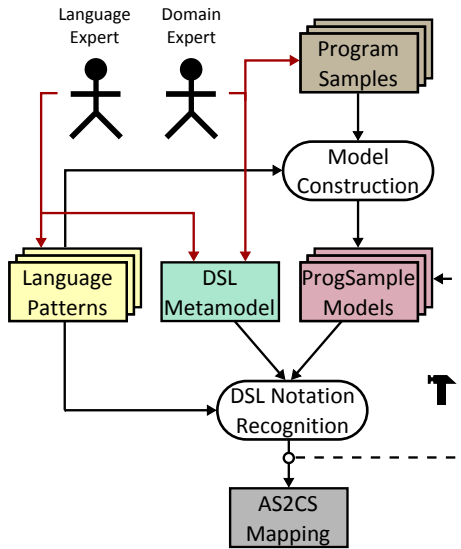 Language
Expert
Domain
Expert
Program
Samples
Model
Construction
Language
Patterns
DSL
Metamodel
ProgSample
Models
DSL Notation
Recognition
AS2CS
Mapping